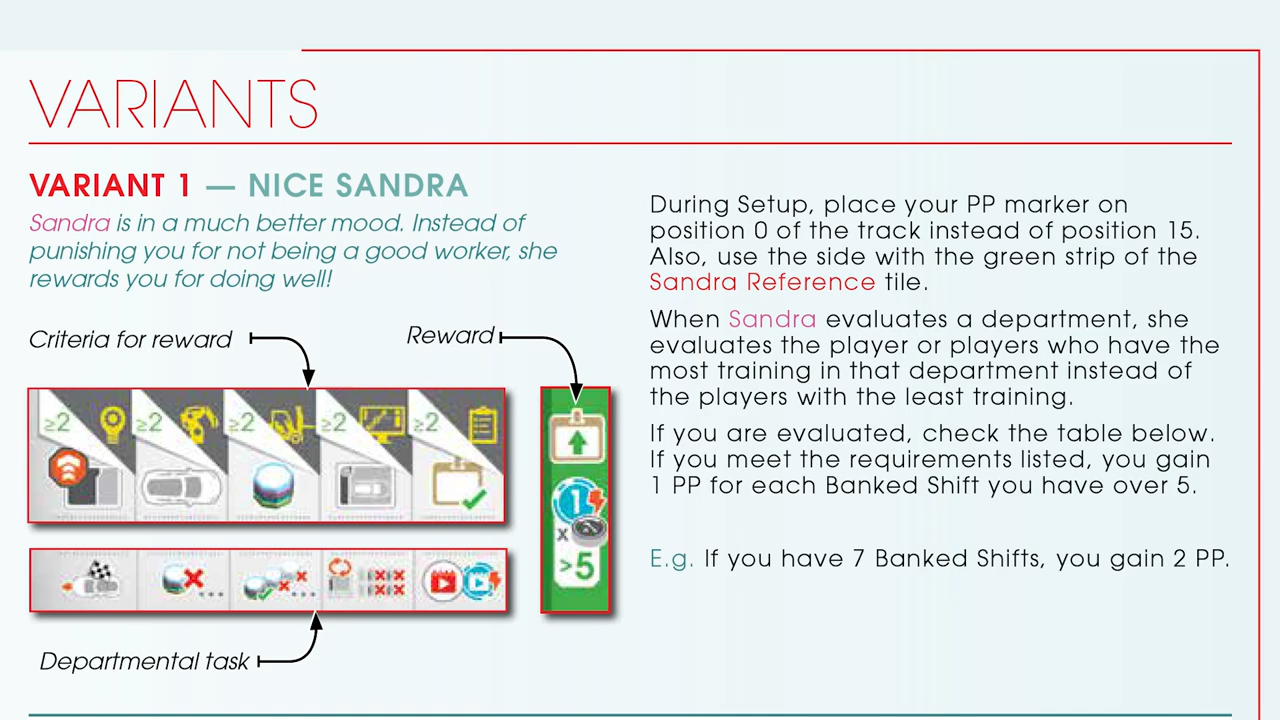 VARIANTS
VARIANT 1 — NICE SANDRA
Sandra is in a much better mood. Instead of
punishing you for not being a good worker, she
rewards you for doing well!
Criteria for reward
Reward
≥2 ≥2 ≥2 ≥2 ≥2
1
x
>5
Departmental task
During Setup, place your PP marker on
position 0 of the track instead of position 15.
Also, use the side with the green strip of the
Sandra Reference tile.
When Sandra evaluates a department, she
evaluates the player or players who have the
most training in that department instead of
the players with the least training.
If you are evaluated, check the table below.
If you meet the requirements listed, you gain
1 PP for each Banked Shift you have over 5.
E.g. If you have 7 Banked Shifts, you gain 2 PP.